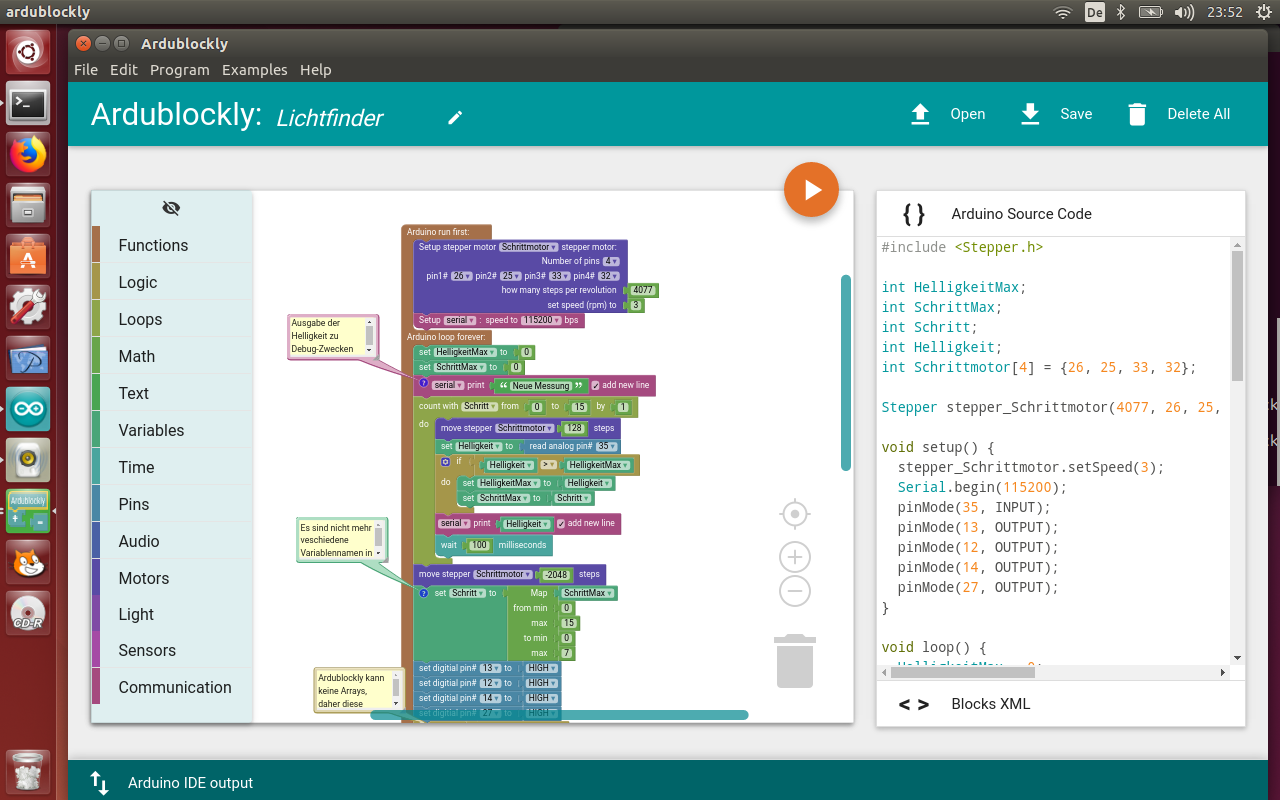 ardublockly
De
23:52
Ardublockly
File Edit Program Examples Help
Ardublockly: Lichtfinder
Open
Save
Delete All
Functions
Logic
Loops
Math
Text
Variables
Time
Pins
Audio
Motors
Light
Sensors
Communication
Arduino run first:
Setup stepper motor Schrittmotor stepper motor:
Number of pins 4
pin1# 26 pin2# 25 pin3# 33 pin4# 32
how many steps per revolution 4077
set speed (rpm) to 3
Setup serial : speed to 115200 bps
Ausgabe der
Helligkeit zu
Debug-Zwecken
Arduino loop forever:
set HelligkeitMax to 0
set SchrittMax to 0
? serial print “ Neue Messung ” add new line
count with Schritt from 0 to 15 by 1
do move stepper Schrittmotor 128 steps
set Helligkeit to read analog pin# 35
if Helligkeit > HelligkeitMax
do set HelligkeitMax to Helligkeit
set SchrittMax to Schritt
serial print Helligkeit add new line
wait 100 milliseconds
Es sind nicht mehr
veschiedene
Variablennamen in
move stepper Schrittmotor -2048 steps
? set Schritt to Map SchrittMax
from min 0
max 15
to min 0
max 7
set digitial pin# 13 to HIGH
set digitial pin# 12 to HIGH
set digitial pin# 14 to HIGH
set digitial pin# 27 to HIGH
Ardublockly kann
keine Arrays,
daher diese
{} Arduino Source Code
#include <Stepper.h>
int HelligkeitMax;
int SchrittMax;
int Schritt;
int Helligkeit;
int Schrittmotor[4] = {26, 25, 33, 32};
Stepper stepper_Schrittmotor(4077, 26, 25,
void setup() {
stepper_Schrittmotor.setSpeed(3);
Serial.begin(115200);
pinMode(35, INPUT);
pinMode(13, OUTPUT);
pinMode(12, OUTPUT);
pinMode(14, OUTPUT);
pinMode(27, OUTPUT);
}
void loop() {
HelligkeitMax = 0;
< > Blocks XML
Arduino IDE output
Ardublockly
CD-R